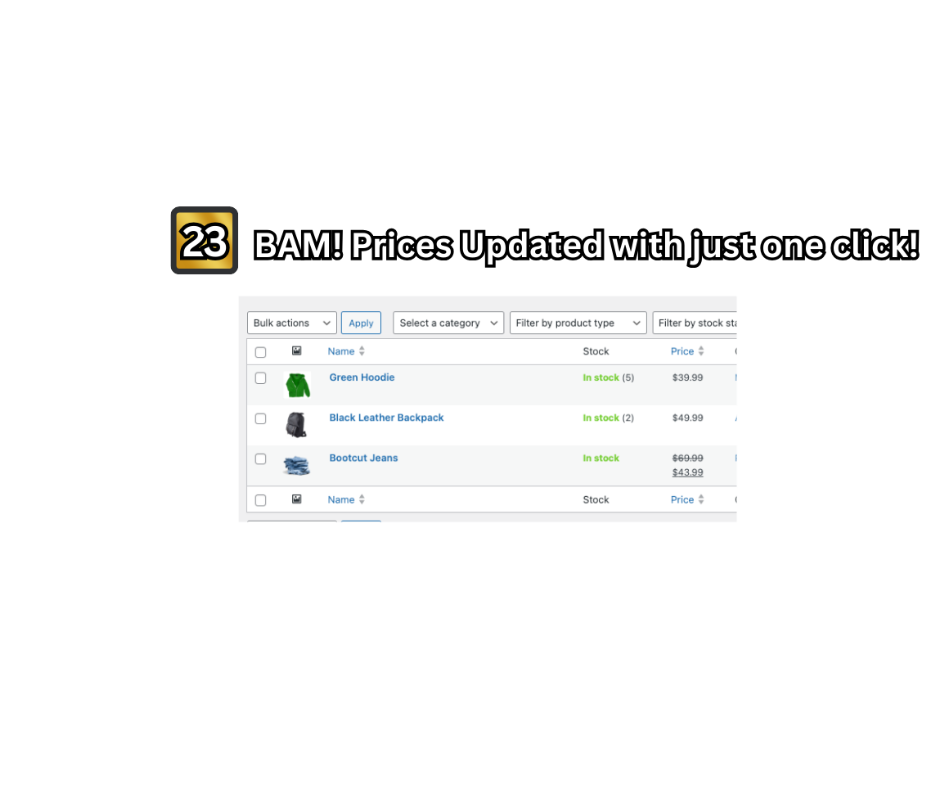 23 BAM! Prices Updated with just one click!
Bulk actions Apply Select a category Filter by product type Filter by stock
Name Stock Price
Green Hoodie In stock (5) $39.99
Black Leather Backpack In stock (2) $49.99
Bootcut Jeans In stock $69.99
$43.99
Name Stock Price